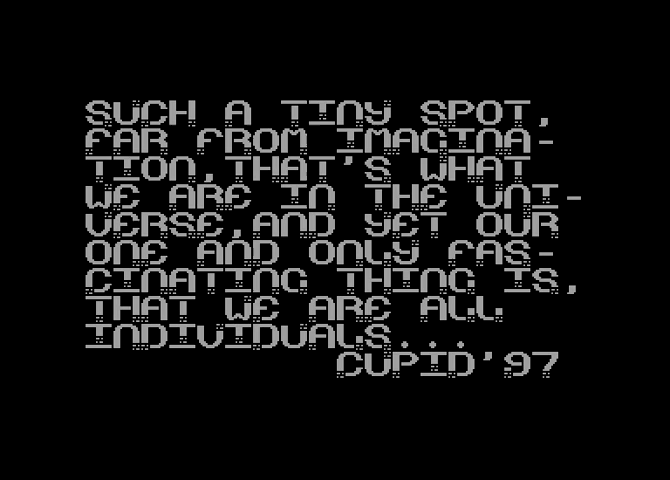 SUCH A TINY SPOT,
FAR FROM IMAGINA-
TION,THAT'S WHAT
WE ARE IN THE UNI-
VERSE,AND YET OUR
ONE AND ONLY FAS-
CINATING THING IS,
THAT WE ARE ALL
INDIVIDUALS...
CUPID'97